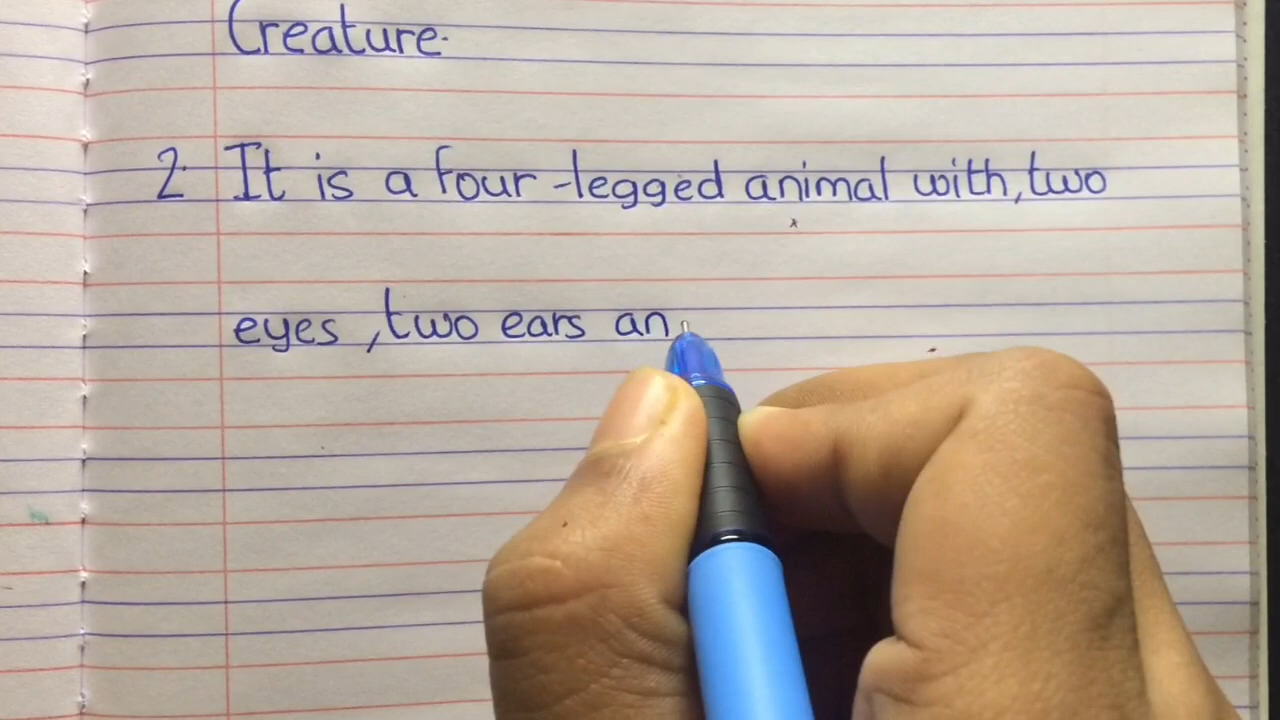 Creature.
2. It is a four-legged animal with, two
eyes, two ears an